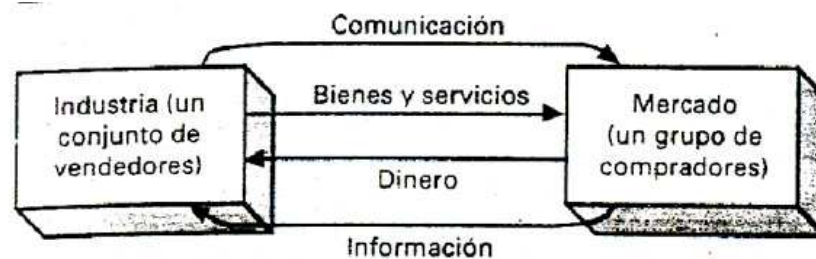 Comunicación
Industria (un
conjunto de
vendedores)
Bienes y servicios
Dinero
Mercado
(un grupo de
compradores)
Información